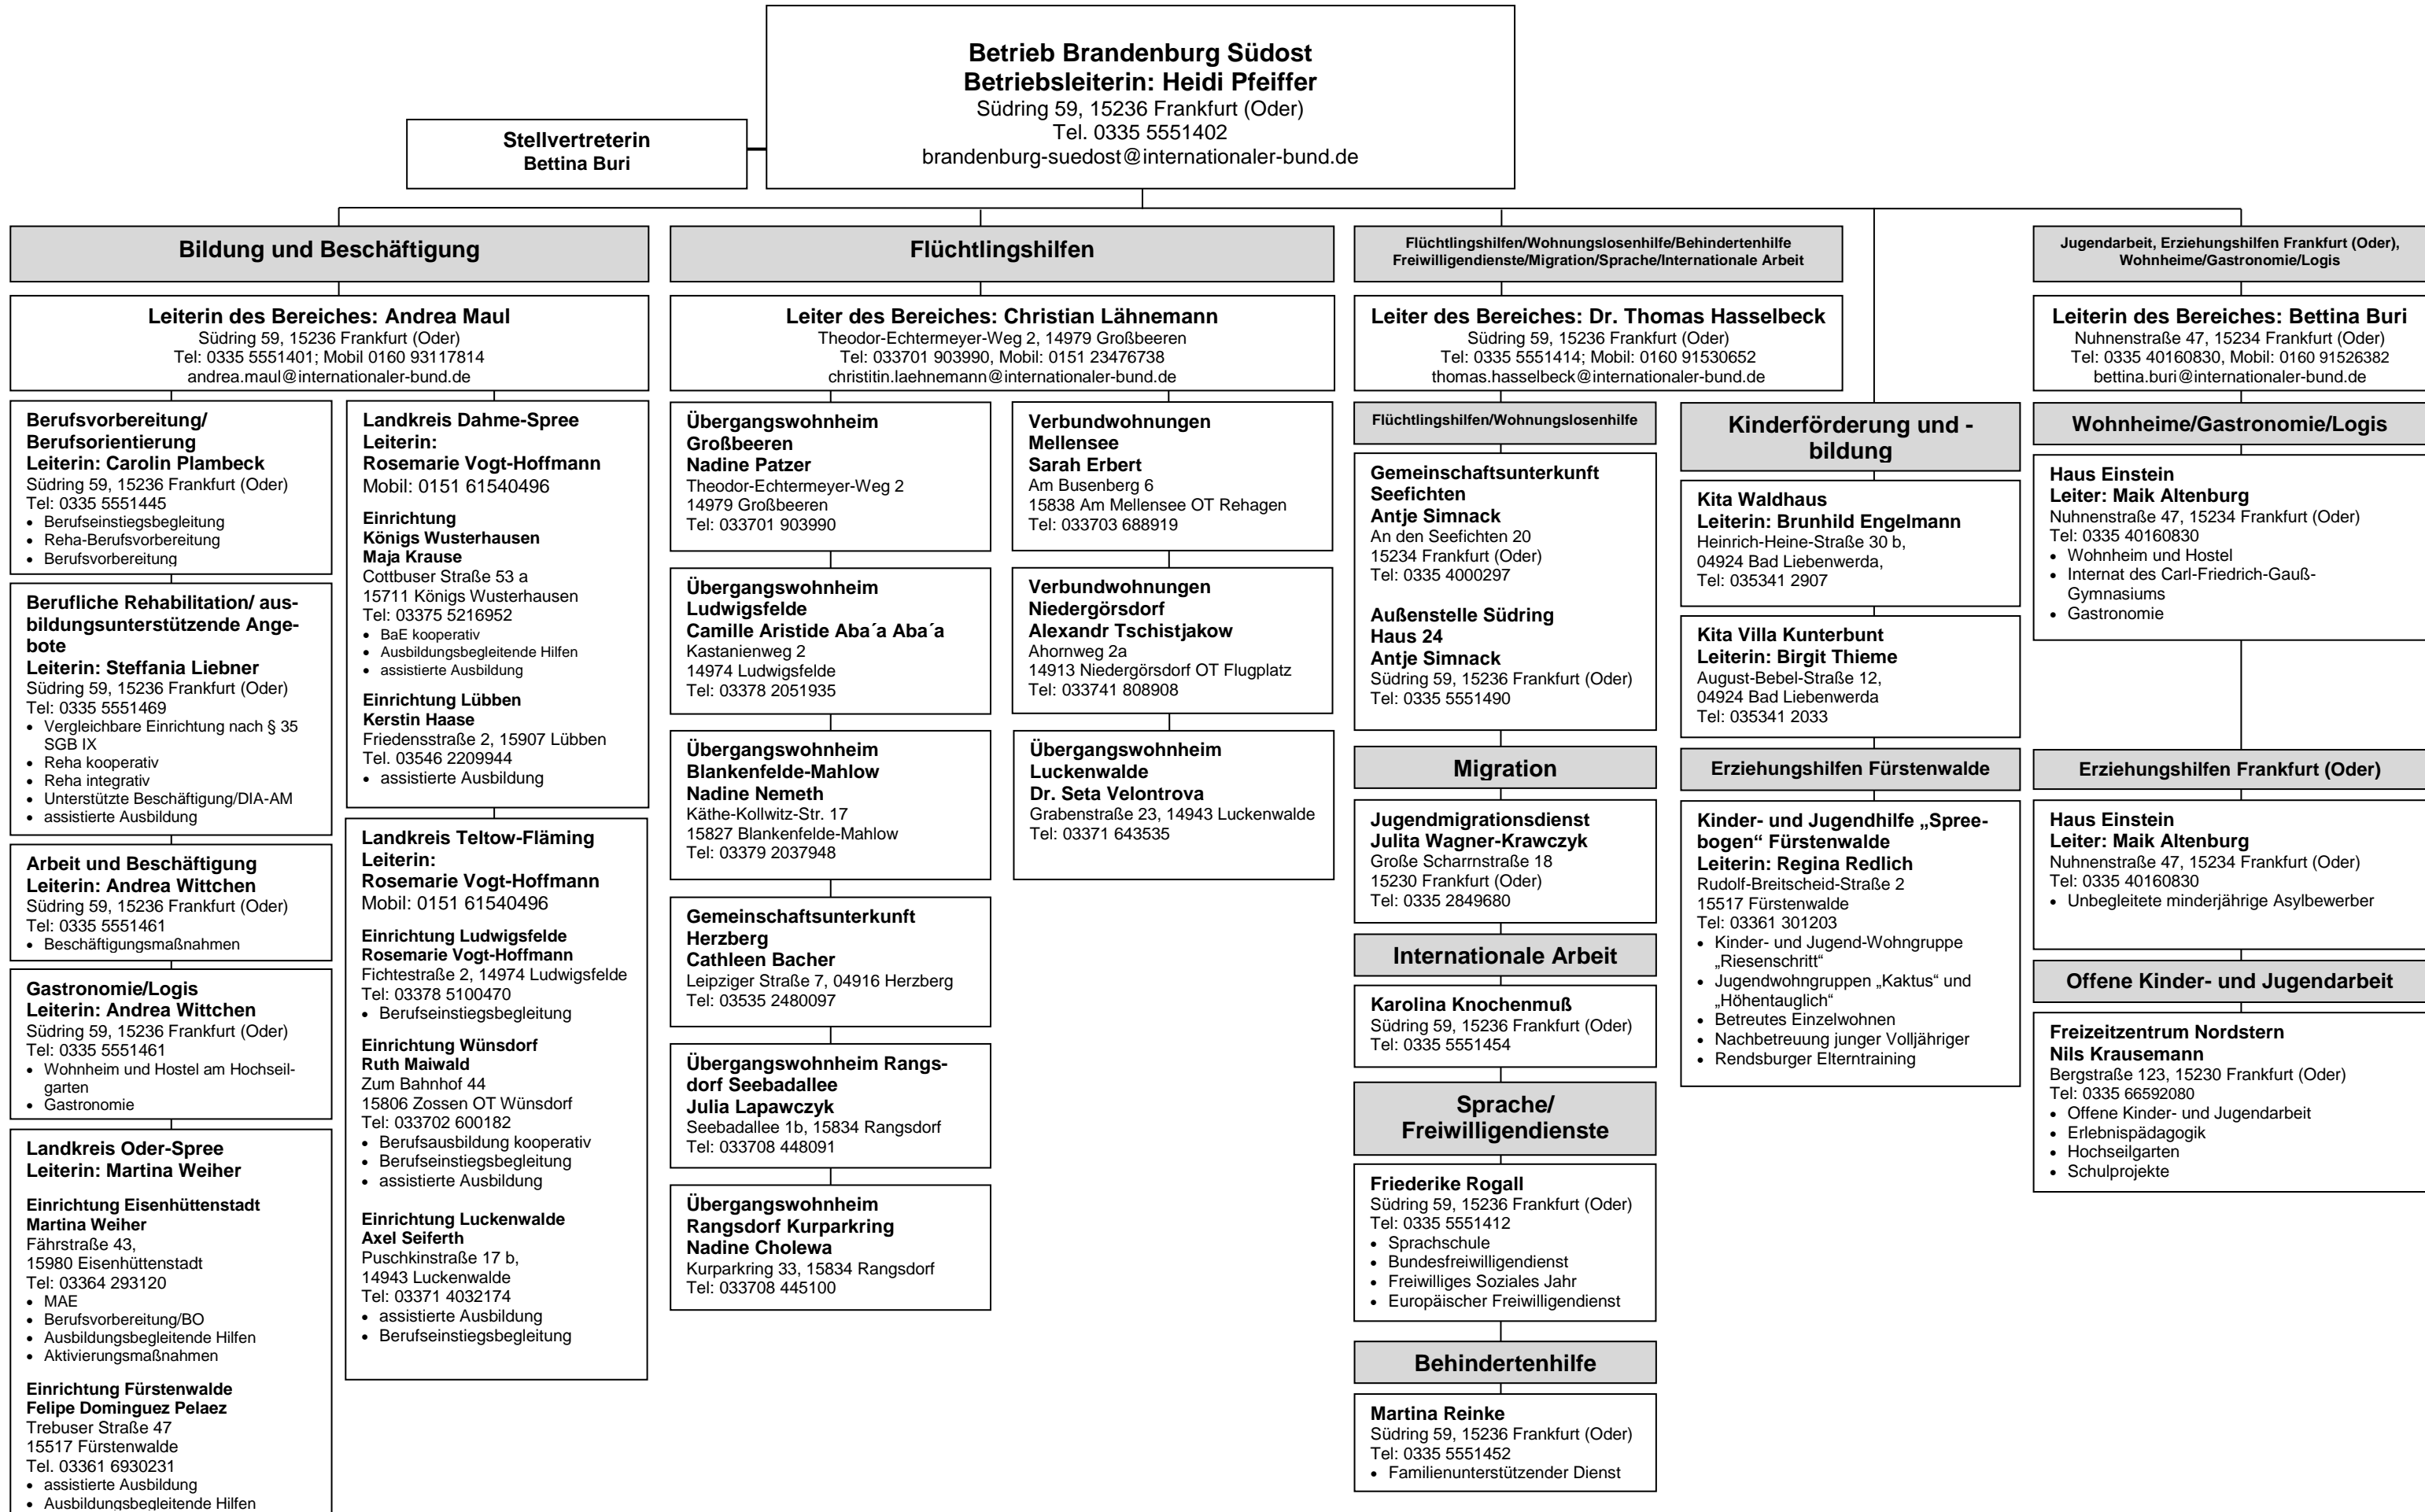 Betrieb Brandenburg Südost
Betriebsleiterin: Heidi Pfeiffer
Südring 59, 15236 Frankfurt (Oder)
Tel. 0335 5551402
brandenburg-suedost@internationaler-bund.de
Stellvertreterin
Bettina Buri
Bildung und Beschäftigung
Leiterin des Bereiches: Andrea Maul
Südring 59, 15236 Frankfurt (Oder)
Tel: 0335 5551401; Mobil 0160 93117814
andrea.maul@internationaler-bund.de
Berufsvorbereitung/
Berufsorientierung
Leiterin: Carolin Plambeck
Südring 59, 15236 Frankfurt (Oder)
Tel: 0335 5551445
• Berufseinstiegsbegleitung
• Reha-Berufsvorbereitung
• Berufsvorbereitung
Berufliche Rehabilitation/ aus-
bildungsunterstützende Ange-
bote
Leiterin: Steffania Liebner
Südring 59, 15236 Frankfurt (Oder)
Tel: 0335 5551469
• Vergleichbare Einrichtung nach § 35
SGB IX
• Reha kooperativ
• Reha integrativ
• Unterstützte Beschäftigung/DIA-AM
• assistierte Ausbildung
Arbeit und Beschäftigung
Leiterin: Andrea Wittchen
Südring 59, 15236 Frankfurt (Oder)
Tel: 0335 5551461
• Beschäftigungsmaßnahmen
Gastronomie/Logis
Leiterin: Andrea Wittchen
Südring 59, 15236 Frankfurt (Oder)
Tel: 0335 5551461
• Wohnheim und Hostel am Hochseil-
garten
• Gastronomie
Landkreis Oder-Spree
Leiterin: Martina Weiher
Einrichtung Eisenhüttenstadt
Martina Weiher
Fährstraße 43,
15980 Eisenhüttenstadt
Tel: 03364 293120
• MAE
• Berufsvorbereitung/BO
• Ausbildungsbegleitende Hilfen
• Aktivierungsmaßnahmen
Einrichtung Fürstenwalde
Felipe Dominguez Pelaez
Trebuser Straße 47
15517 Fürstenwalde
Tel. 03361 6930231
• assistierte Ausbildung
• Ausbildungsbegleitende Hilfen
Landkreis Dahme-Spree
Leiterin:
Rosemarie Vogt-Hoffmann
Mobil: 0151 61540496
Einrichtung
Königs Wusterhausen
Maja Krause
Cottbuser Straße 53 a
15711 Königs Wusterhausen
Tel: 03375 5216952
• BaE kooperativ
• Ausbildungsbegleitende Hilfen
• assistierte Ausbildung
Einrichtung Lübben
Kerstin Haase
Friedensstraße 2, 15907 Lübben
Tel. 03546 2209944
• assistierte Ausbildung
Landkreis Teltow-Fläming
Leiterin:
Rosemarie Vogt-Hoffmann
Mobil: 0151 61540496
Einrichtung Ludwigsfelde
Rosemarie Vogt-Hoffmann
Fichtestraße 2, 14974 Ludwigsfelde
Tel: 03378 5100470
• Berufseinstiegsbegleitung
Einrichtung Wünsdorf
Ruth Maiwald
Zum Bahnhof 44
15806 Zossen OT Wünsdorf
Tel: 033702 600182
• Berufsausbildung kooperativ
• Berufseinstiegsbegleitung
• assistierte Ausbildung
Einrichtung Luckenwalde
Axel Seiferth
Puschkinstraße 17 b,
14943 Luckenwalde
Tel: 03371 4032174
• assistierte Ausbildung
• Berufseinstiegsbegleitung
Flüchtlingshilfen
Leiter des Bereiches: Christian Lähnemann
Theodor-Echtermeyer-Weg 2, 14979 Großbeeren
Tel: 033701 903990, Mobil: 0151 23476738
christitin.laehnemann@internationaler-bund.de
Übergangswohnheim
Großbeeren
Nadine Patzer
Theodor-Echtermeyer-Weg 2
14979 Großbeeren
Tel: 033701 903990
Übergangswohnheim
Ludwigsfelde
Camille Aristide Aba´a Aba´a
Kastanienweg 2
14974 Ludwigsfelde
Tel: 03378 2051935
Übergangswohnheim
Blankenfelde-Mahlow
Nadine Nemeth
Käthe-Kollwitz-Str. 17
15827 Blankenfelde-Mahlow
Tel: 03379 2037948
Gemeinschaftsunterkunft
Herzberg
Cathleen Bacher
Leipziger Straße 7, 04916 Herzberg
Tel: 03535 2480097
Übergangswohnheim Rangs-
dorf Seebadallee
Julia Lapawczyk
Seebadallee 1b, 15834 Rangsdorf
Tel: 033708 448091
Übergangswohnheim
Rangsdorf Kurparkring
Nadine Cholewa
Kurparkring 33, 15834 Rangsdorf
Tel: 033708 445100
Verbundwohnungen
Mellensee
Sarah Erbert
Am Busenberg 6
15838 Am Mellensee OT Rehagen
Tel: 033703 688919
Verbundwohnungen
Niedergörsdorf
Alexandr Tschistjakow
Ahornweg 2a
14913 Niedergörsdorf OT Flugplatz
Tel: 033741 808908
Übergangswohnheim
Luckenwalde
Dr. Seta Velontrova
Grabenstraße 23, 14943 Luckenwalde
Tel: 03371 643535
Flüchtlingshilfen/Wohnungslosenhilfe/Behindertenhilfe
Freiwilligendienste/Migration/Sprache/Internationale Arbeit
Leiter des Bereiches: Dr. Thomas Hasselbeck
Südring 59, 15236 Frankfurt (Oder)
Tel: 0335 5551414; Mobil: 0160 91530652
thomas.hasselbeck@internationaler-bund.de
Flüchtlingshilfen/Wohnungslosenhilfe
Gemeinschaftsunterkunft
Seefichten
Antje Simnack
An den Seefichten 20
15234 Frankfurt (Oder)
Tel: 0335 4000297
Außenstelle Südring
Haus 24
Antje Simnack
Südring 59, 15236 Frankfurt (Oder)
Tel: 0335 5551490
Migration
Jugendmigrationsdienst
Julita Wagner-Krawczyk
Große Scharrnstraße 18
15230 Frankfurt (Oder)
Tel: 0335 2849680
Internationale Arbeit
Karolina Knochenmuß
Südring 59, 15236 Frankfurt (Oder)
Tel: 0335 5551454
Sprache/
Freiwilligendienste
Friederike Rogall
Südring 59, 15236 Frankfurt (Oder)
Tel: 0335 5551412
• Sprachschule
• Bundesfreiwilligendienst
• Freiwilliges Soziales Jahr
• Europäischer Freiwilligendienst
Behindertenhilfe
Martina Reinke
Südring 59, 15236 Frankfurt (Oder)
Tel: 0335 5551452
• Familienunterstützender Dienst
Kinderförderung und -
bildung
Kita Waldhaus
Leiterin: Brunhild Engelmann
Heinrich-Heine-Straße 30 b,
04924 Bad Liebenwerda,
Tel: 035341 2907
Kita Villa Kunterbunt
Leiterin: Birgit Thieme
August-Bebel-Straße 12,
04924 Bad Liebenwerda
Tel: 035341 2033
Erziehungshilfen Fürstenwalde
Kinder- und Jugendhilfe „Spree-
bogen“ Fürstenwalde
Leiterin: Regina Redlich
Rudolf-Breitscheid-Straße 2
15517 Fürstenwalde
Tel: 03361 301203
• Kinder- und Jugend-Wohngruppe
„Riesenschritt“
• Jugendwohngruppen „Kaktus“ und
„Höhentauglich“
• Betreutes Einzelwohnen
• Nachbetreuung junger Volljähriger
• Rendsburger Elterntraining
Jugendarbeit, Erziehungshilfen Frankfurt (Oder),
Wohnheime/Gastronomie/Logis
Leiterin des Bereiches: Bettina Buri
Nuhnenstraße 47, 15234 Frankfurt (Oder)
Tel: 0335 40160830, Mobil: 0160 91526382
bettina.buri@internationaler-bund.de
Wohnheime/Gastronomie/Logis
Haus Einstein
Leiter: Maik Altenburg
Nuhnenstraße 47, 15234 Frankfurt (Oder)
Tel: 0335 40160830
• Wohnheim und Hostel
• Internat des Carl-Friedrich-Gauß-
Gymnasiums
• Gastronomie
Erziehungshilfen Frankfurt (Oder)
Haus Einstein
Leiter: Maik Altenburg
Nuhnenstraße 47, 15234 Frankfurt (Oder)
Tel: 0335 40160830
• Unbegleitete minderjährige Asylbewerber
Offene Kinder- und Jugendarbeit
Freizeitzentrum Nordstern
Nils Krausemann
Bergstraße 123, 15230 Frankfurt (Oder)
Tel: 0335 66592080
• Offene Kinder- und Jugendarbeit
• Erlebnispädagogik
• Hochseilgarten
• Schulprojekte